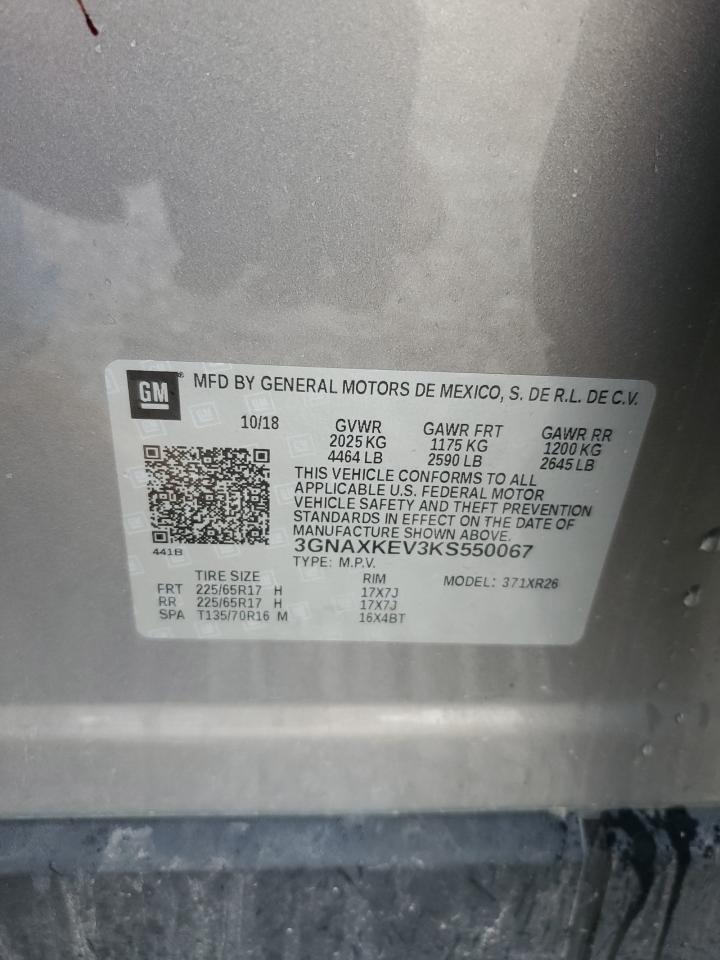 GM® MFD BY GENERAL MOTORS DE MEXICO, S. DE R.L. DE C.V.
10/18 GVWR GAWR FRT GAWR RR
2025 KG 1175 KG 1200 KG
4464 LB 2590 LB 2645 LB
THIS VEHICLE CONFORMS TO ALL
APPLICABLE U.S. FEDERAL MOTOR
VEHICLE SAFETY AND THEFT PREVENTION
STANDARDS IN EFFECT ON THE DATE OF
MANUFACTURE SHOWN ABOVE.
441B 3GNAXKEV3KS550067
TYPE: M.P.V.
TIRE SIZE RIM MODEL: 371XR26
FRT 225/65R17 H 17X7J
RR 225/65R17 H 17X7J
SPA T135/70R16 M 16X4BT